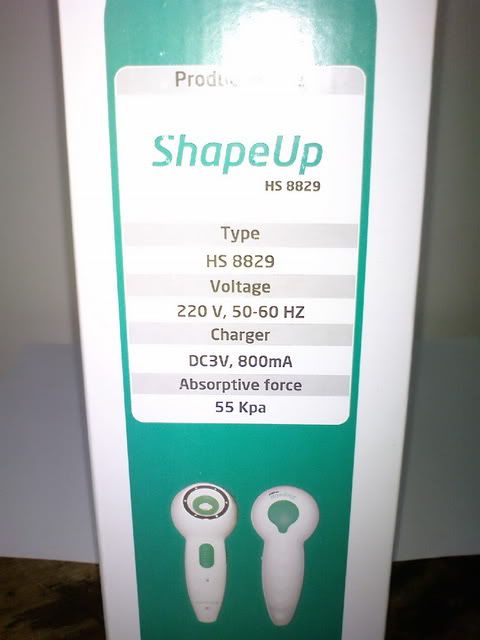 ShapeUp
HS 8829
Type
HS 8829
Voltage
220 V, 50-60 HZ
Charger
DC3V, 800mA
Absorptive force
55 Kpa